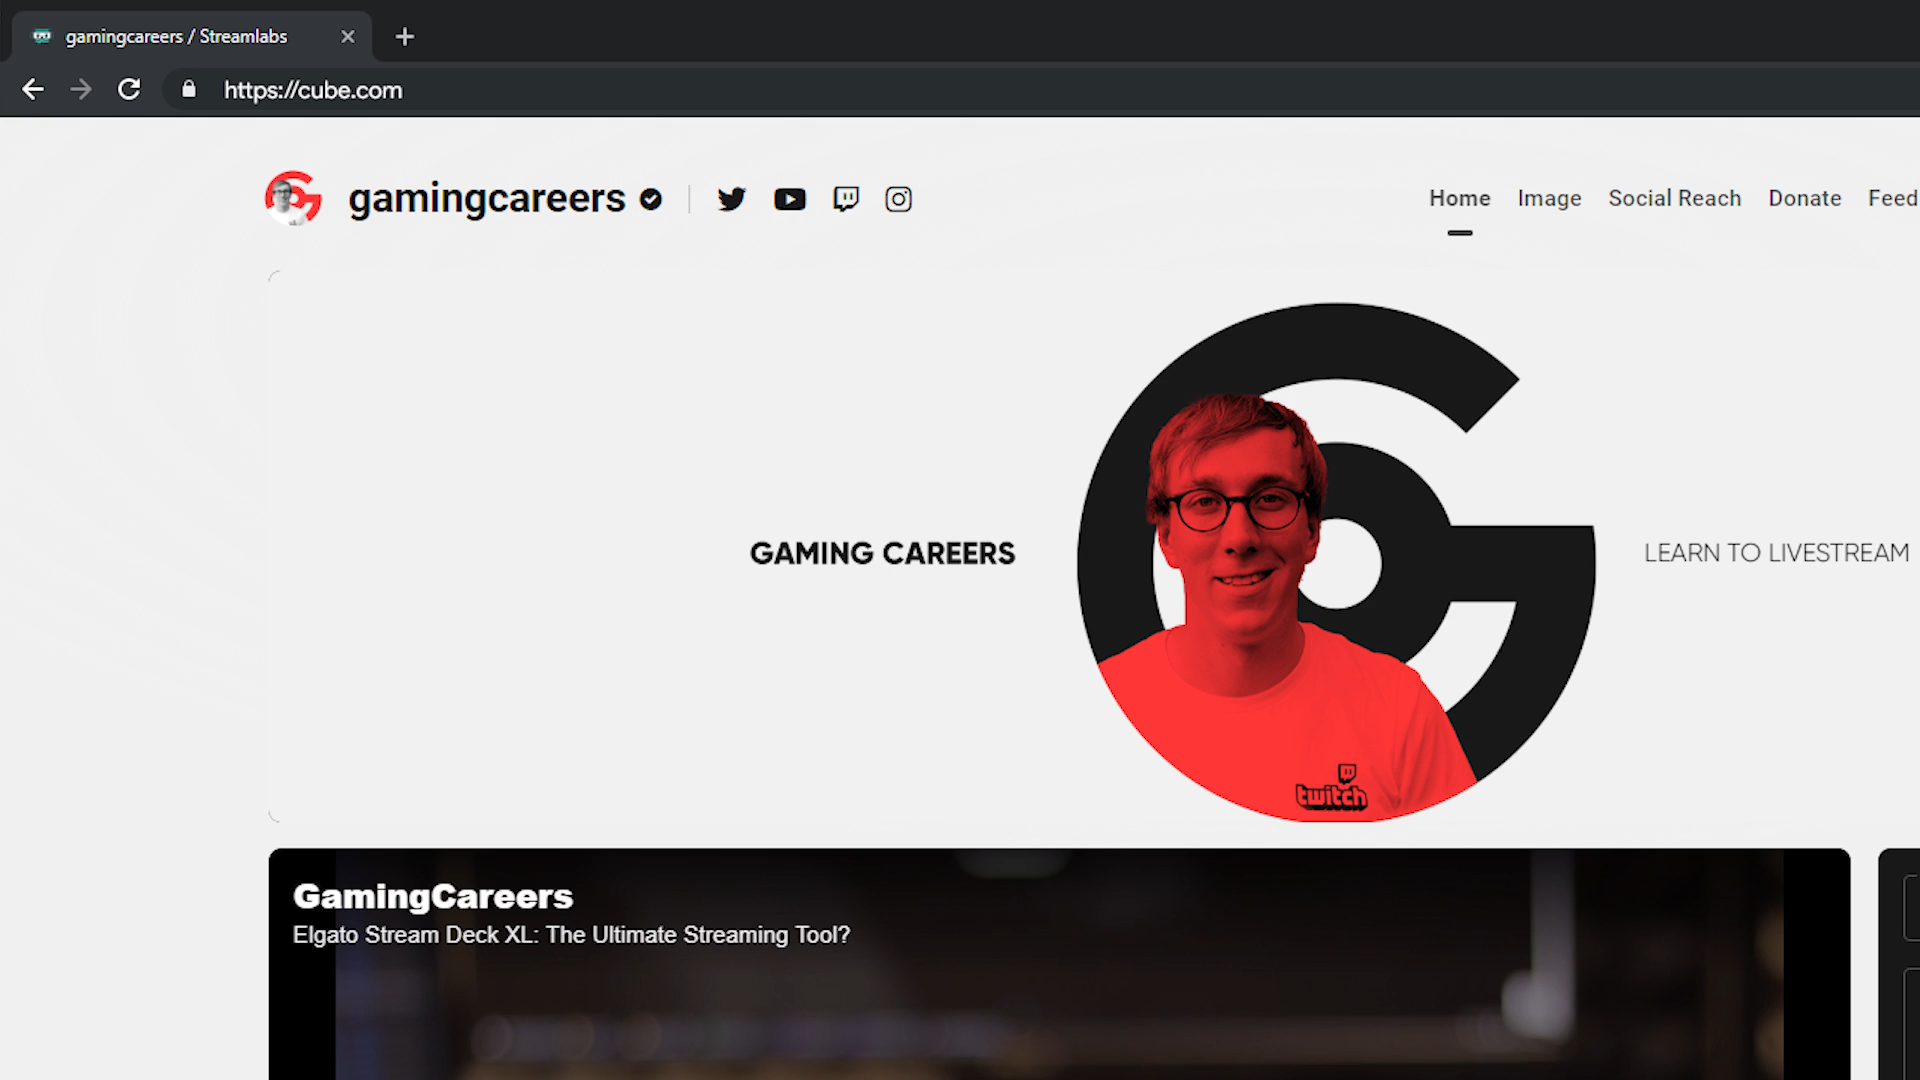 gamingcareers / Streamlabs
https://cube.com
gamingcareers
Home Image Social Reach Donate Feed
GAMING CAREERS
LEARN TO LIVESTREAM
twitch
GamingCareers
Elgato Stream Deck XL: The Ultimate Streaming Tool?